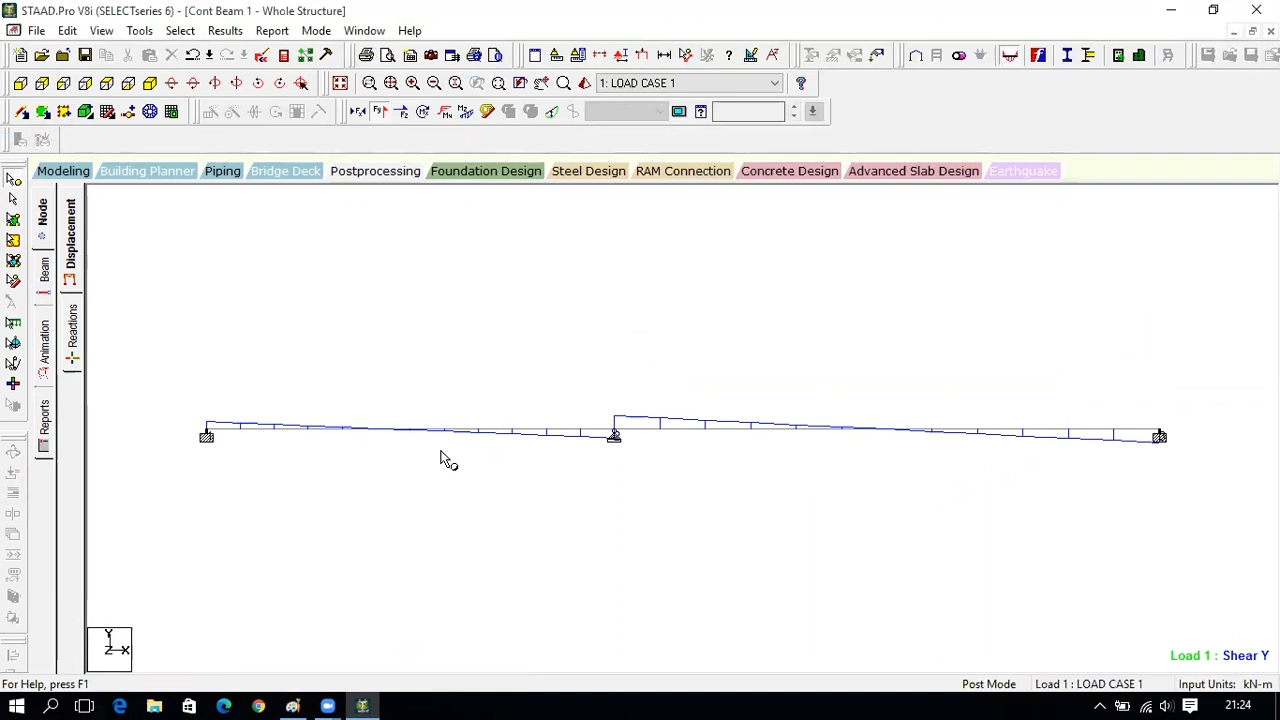 STAAD.Pro V8i (SELECTseries 6) - [Cont Beam 1 - Whole Structure]
File Edit View Tools Select Results Report Mode Window Help
1: LOAD CASE 1
Modeling Building Planner Piping Bridge Deck Postprocessing Foundation Design Steel Design RAM Connection Concrete Design Advanced Slab Design Earthquake
Node
Beam
Animation
Reports
Displacement
Reactions
Y
Z X
Load 1 : Shear Y
For Help, press F1
Post Mode
Load 1 : LOAD CASE 1
Input Units: kN-m
21:24